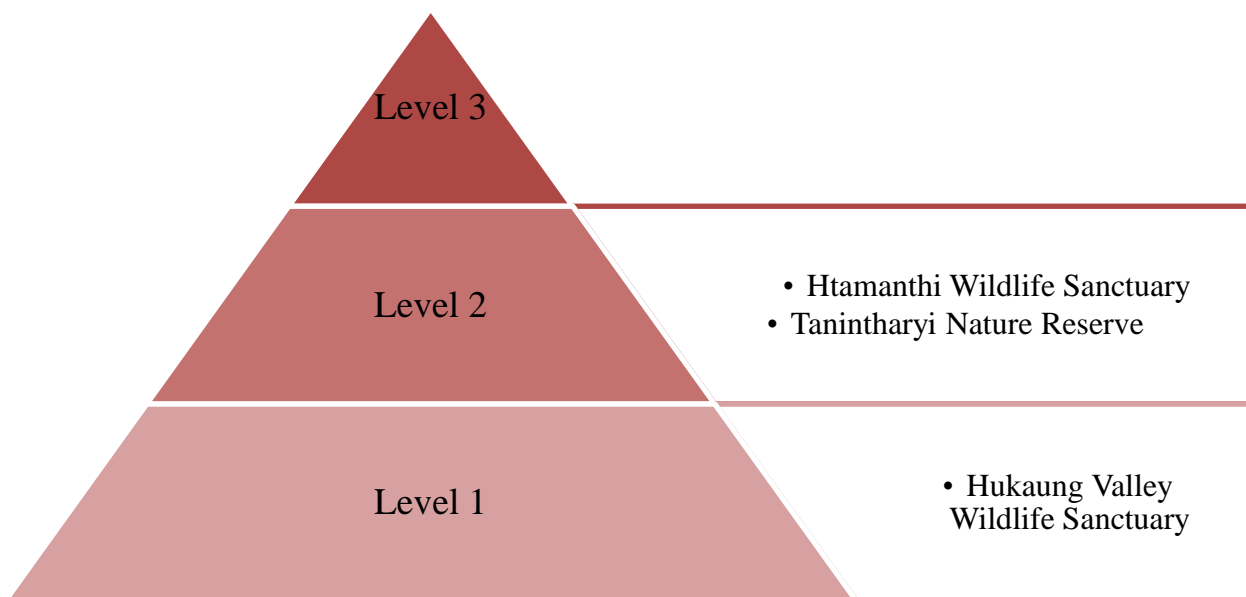 Level 3
Level 2
• Htamanthi Wildlife Sanctuary
• Tanintharyi Nature Reserve
Level 1
• Hukaung Valley
Wildlife Sanctuary